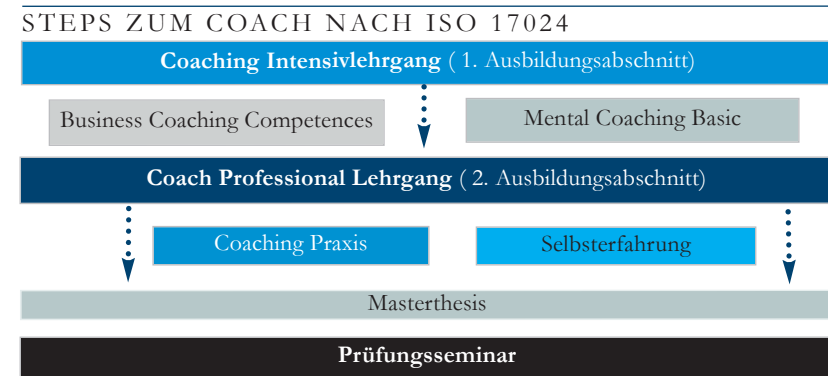 STEPS ZUM COACH NACH ISO 17024
Coaching Intensivlehrgang ( 1. Ausbildungsabschnitt)
Business Coaching Competences
Mental Coaching Basic
Coach Professional Lehrgang ( 2. Ausbildungsabschnitt)
Coaching Praxis
Selbsterfahrung
Masterthesis
Prüfungsseminar